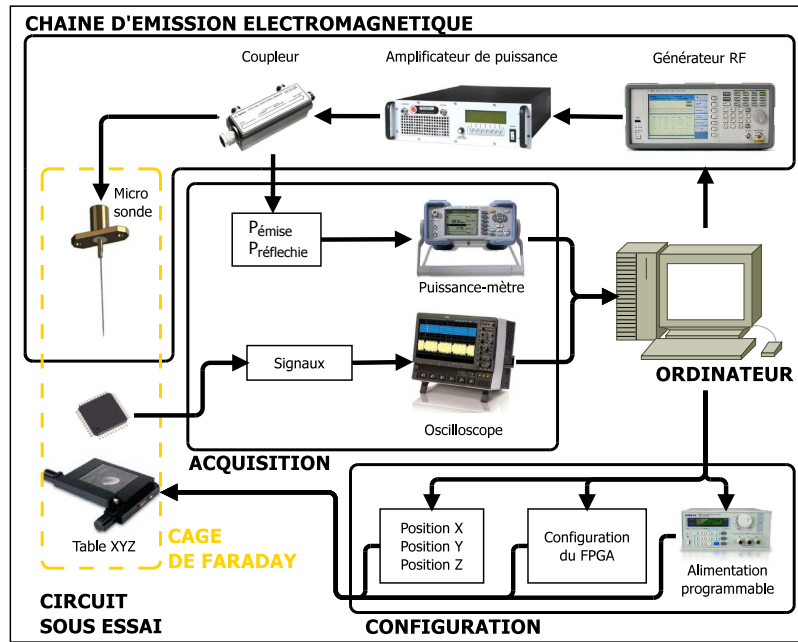 CHAINE D'EMISSION ELECTROMAGNETIQUE
Coupleur
Amplificateur de puissance
Générateur RF
Micro
sonde
Pémise
Préflechie
Puissance-mètre
Signaux
Oscilloscope
ORDINATEUR
ACQUISITION
Table XYZ
CAGE
DE FARADAY
Position X
Position Y
Position Z
Configuration
du FPGA
Alimentation
programmable
CIRCUIT
SOUS ESSAI
CONFIGURATION